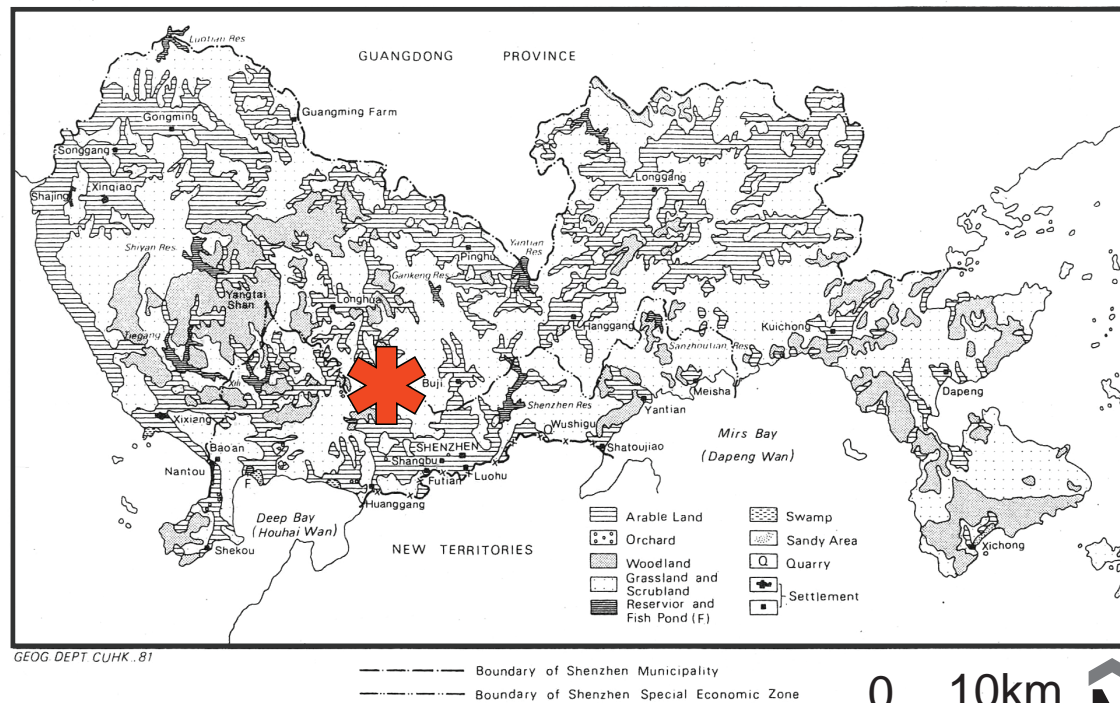 Luotian Res
GUANGDONG PROVINCE
Guangming Farm
Gongming
Songgang
Xinqiao
Shajing
Longgang
Shiyan Res.
Yantian
Res
Pinghu
Gankeng Res
Yangtai
Shan
Longhua
Hanggang
Kuichong
Sanzhoutian Res.
Tiegang
Xili
Buji
Meisha
Dapeng
Shenzhen Res
Yantian
Xixiang
Wushigu
Q
Mirs Bay
(Dapeng Wan)
Baoan
SHENZHEN
Shatoujiao
Nantou
Shangbu
Luohu
F
Futian
Huanggang
Deep Bay
(Houhai Wan)
Shekou
NEW TERRITORIES
Xichong
Arable Land
Orchard
Woodland
Grassland and
Scrubland
Reservior and
Fish Pond (F)
Swamp
Sandy Area
Q Quarry
Settlement
GEOG DEPT CUHK..81
Boundary of Shenzhen Municipality
Boundary of Shenzhen Special Economic Zone
0 10km